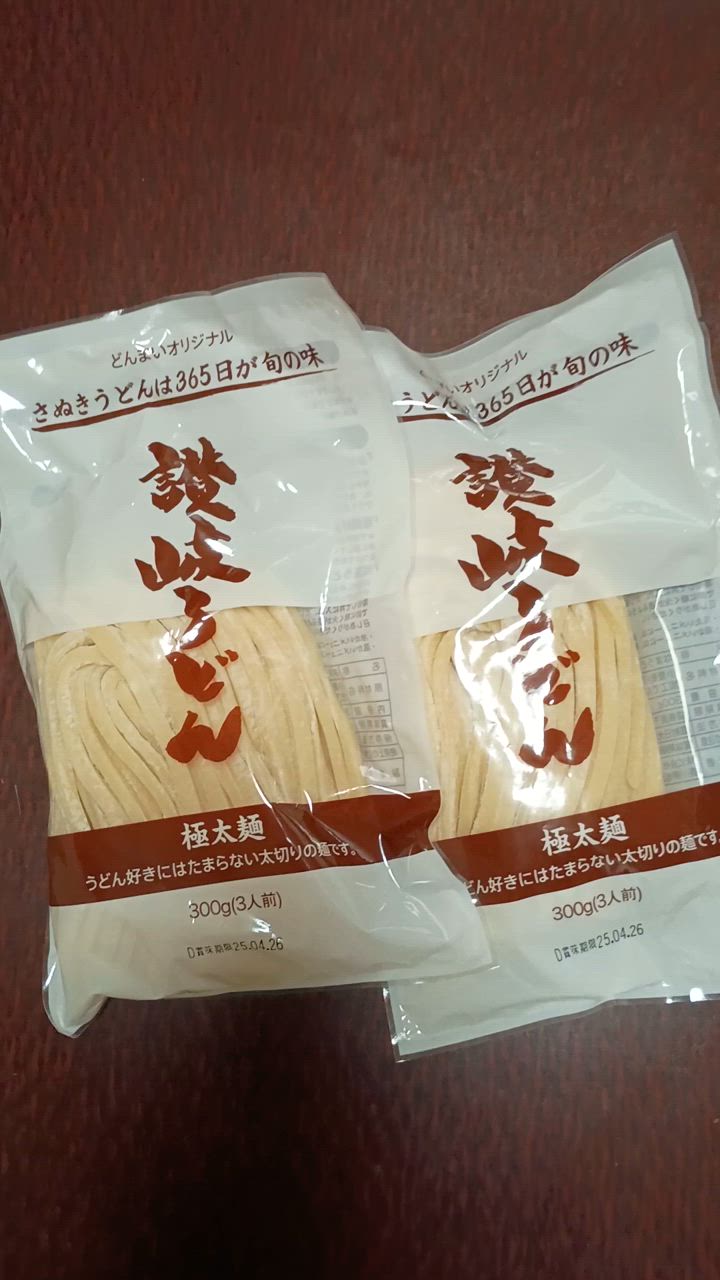 どんまいオリジナル
さぬきうどんは365日が旬の味
讃岐うどん
極太麺
うどん好きにはたまらない太切りの麺です。
300g(3人前)
D賞味期限25.04.26
いオリジナル
うどん 365日が旬の味
讃岐うどん
極太麺
どん好きにはたまらない太切りの麺です
300g(3人前)
D賞味期限25.04.26